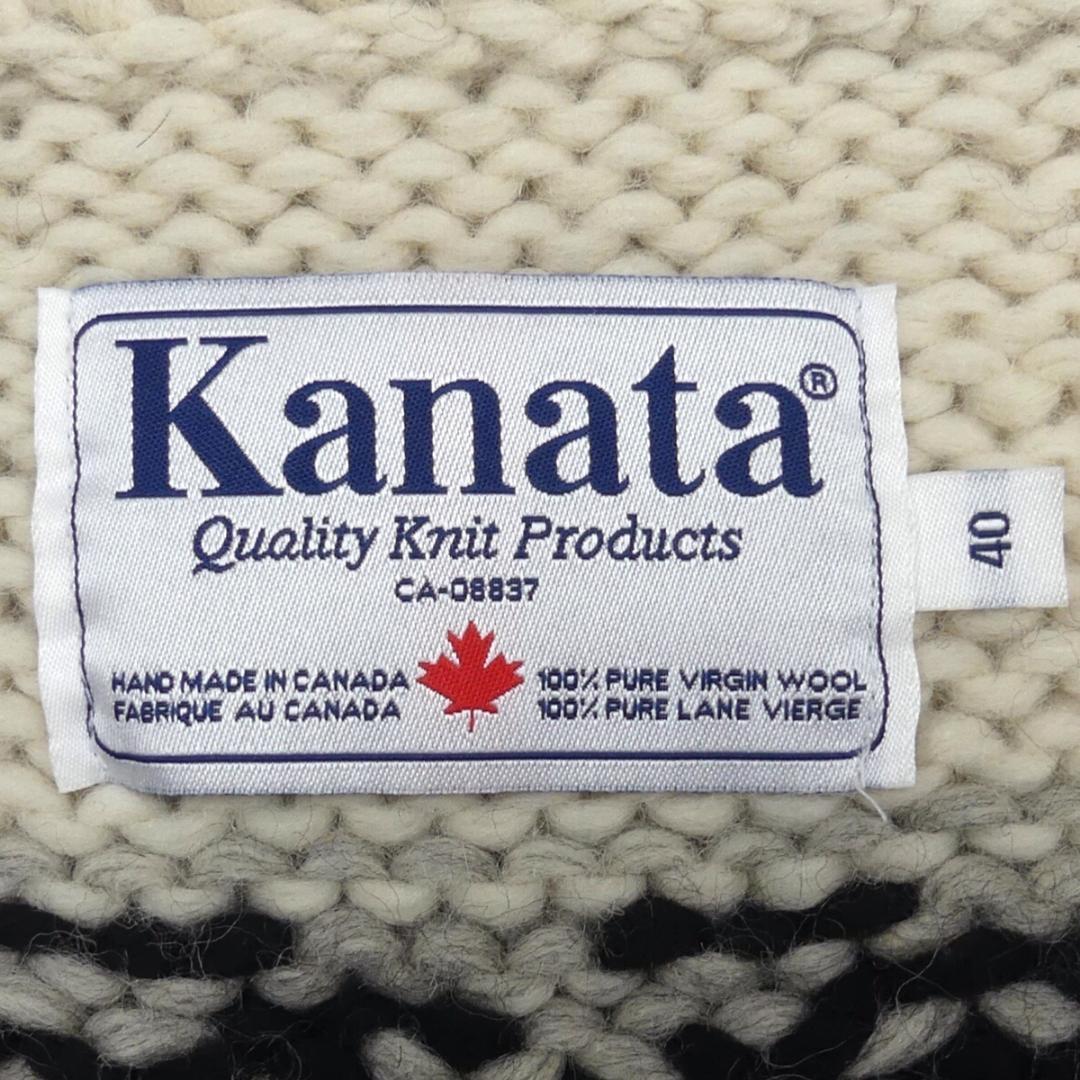 Kanata®
Quality Knit Products
CA-08837
HAND MADE IN CANADA
FABRIQUE AU CANADA
100% PURE VIRGIN WOOL
100% PURE LANE VIERGE
40